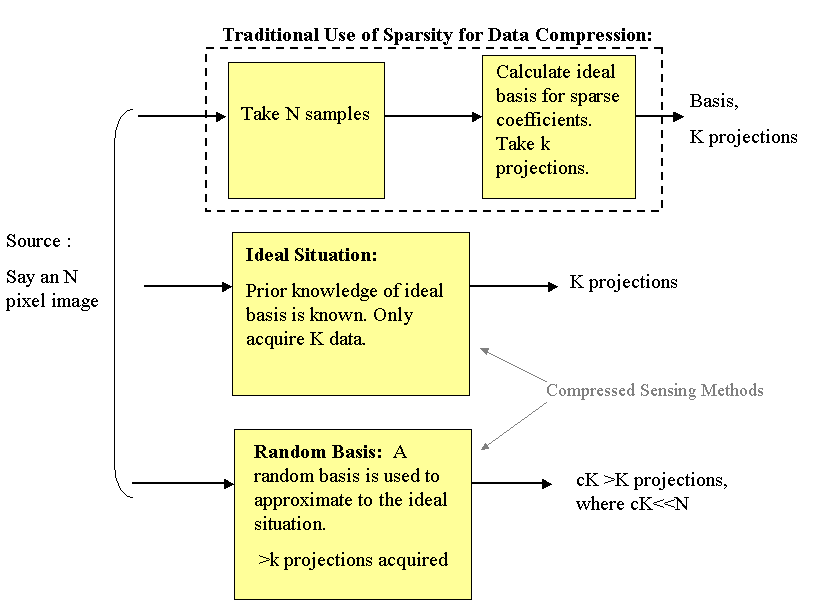 Traditional Use of Sparsity for Data Compression:
Take N samples
Calculate ideal
basis for sparse
coefficients.
Take k
projections.
Basis,
K projections
Source :
Say an N
pixel image
Ideal Situation:
Prior knowledge of ideal
basis is known. Only
acquire K data.
K projections
Compressed Sensing Methods
Random Basis:  A
random basis is used to
approximate to the ideal
situation.
>k projections acquired
cK >K projections,
where cK<<N